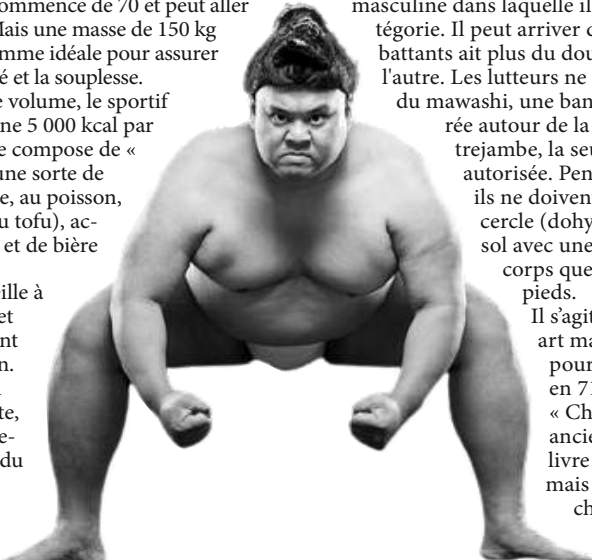 ommence de 70 et peut aller
Mais une masse de 150 kg
omme idéale pour assurer
é et la souplesse.
e volume, le sportif
ne 5 000 kcal par
e compose de «
une sorte de
e, au poisson,
u tofu), ac-
et de bière
eille à
et
nt
n.
te,
e-
du
masculine dans laquelle il
tégorie. Il peut arriver
battants ait plus du dou
l'autre. Les lutteurs ne
du mawashi, une ban
rée autour de la
trejambe, la seu
autorisée. Pen
ils ne doiven
cercle (dohy
sol avec une
corps que
pieds.
Il s’agit
art ma
pour
en 71
« Ch
ancie
livre
mais
ch